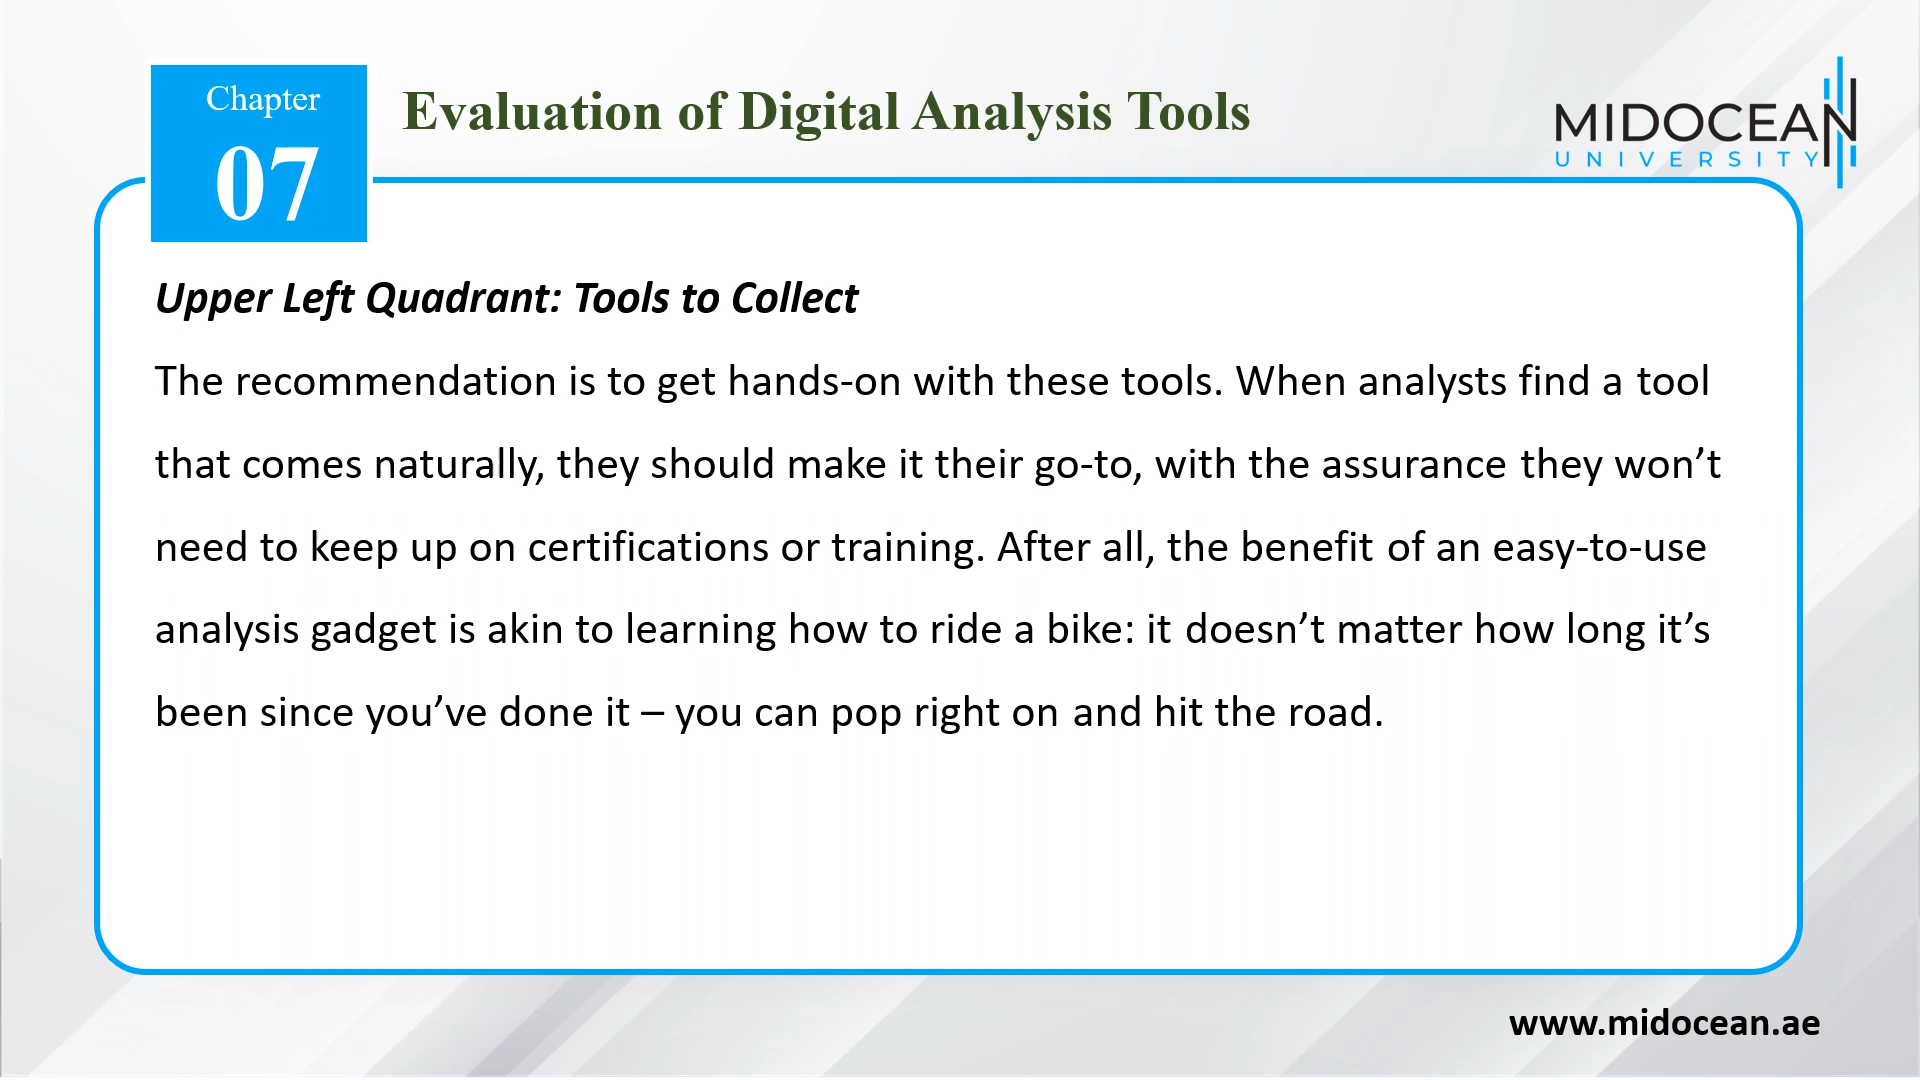 Chapter
07
Evaluation of Digital Analysis Tools
MIDOCEAN
UNIVERSITY
Upper Left Quadrant: Tools to Collect
The recommendation is to get hands-on with these tools. When analysts find a tool
that comes naturally, they should make it their go-to, with the assurance they won’t
need to keep up on certifications or training. After all, the benefit of an easy-to-use
analysis gadget is akin to learning how to ride a bike: it doesn’t matter how long it’s
been since you’ve done it – you can pop right on and hit the road.
www.midocean.ae